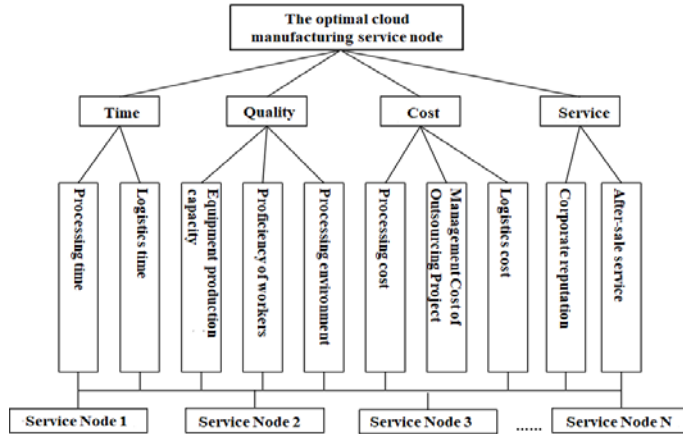 The optimal cloud
manufacturing service node
Time
Quality
Cost
Service
Processing time
Logistics time
Equipment production
capacity
Proficiency of workers
Processing environment
Processing cost
Management Cost of
Outsourcing Project
Logistics cost
Corporate reputation
After-sale service
Service Node 1
Service Node 2
Service Node 3
......
Service Node N